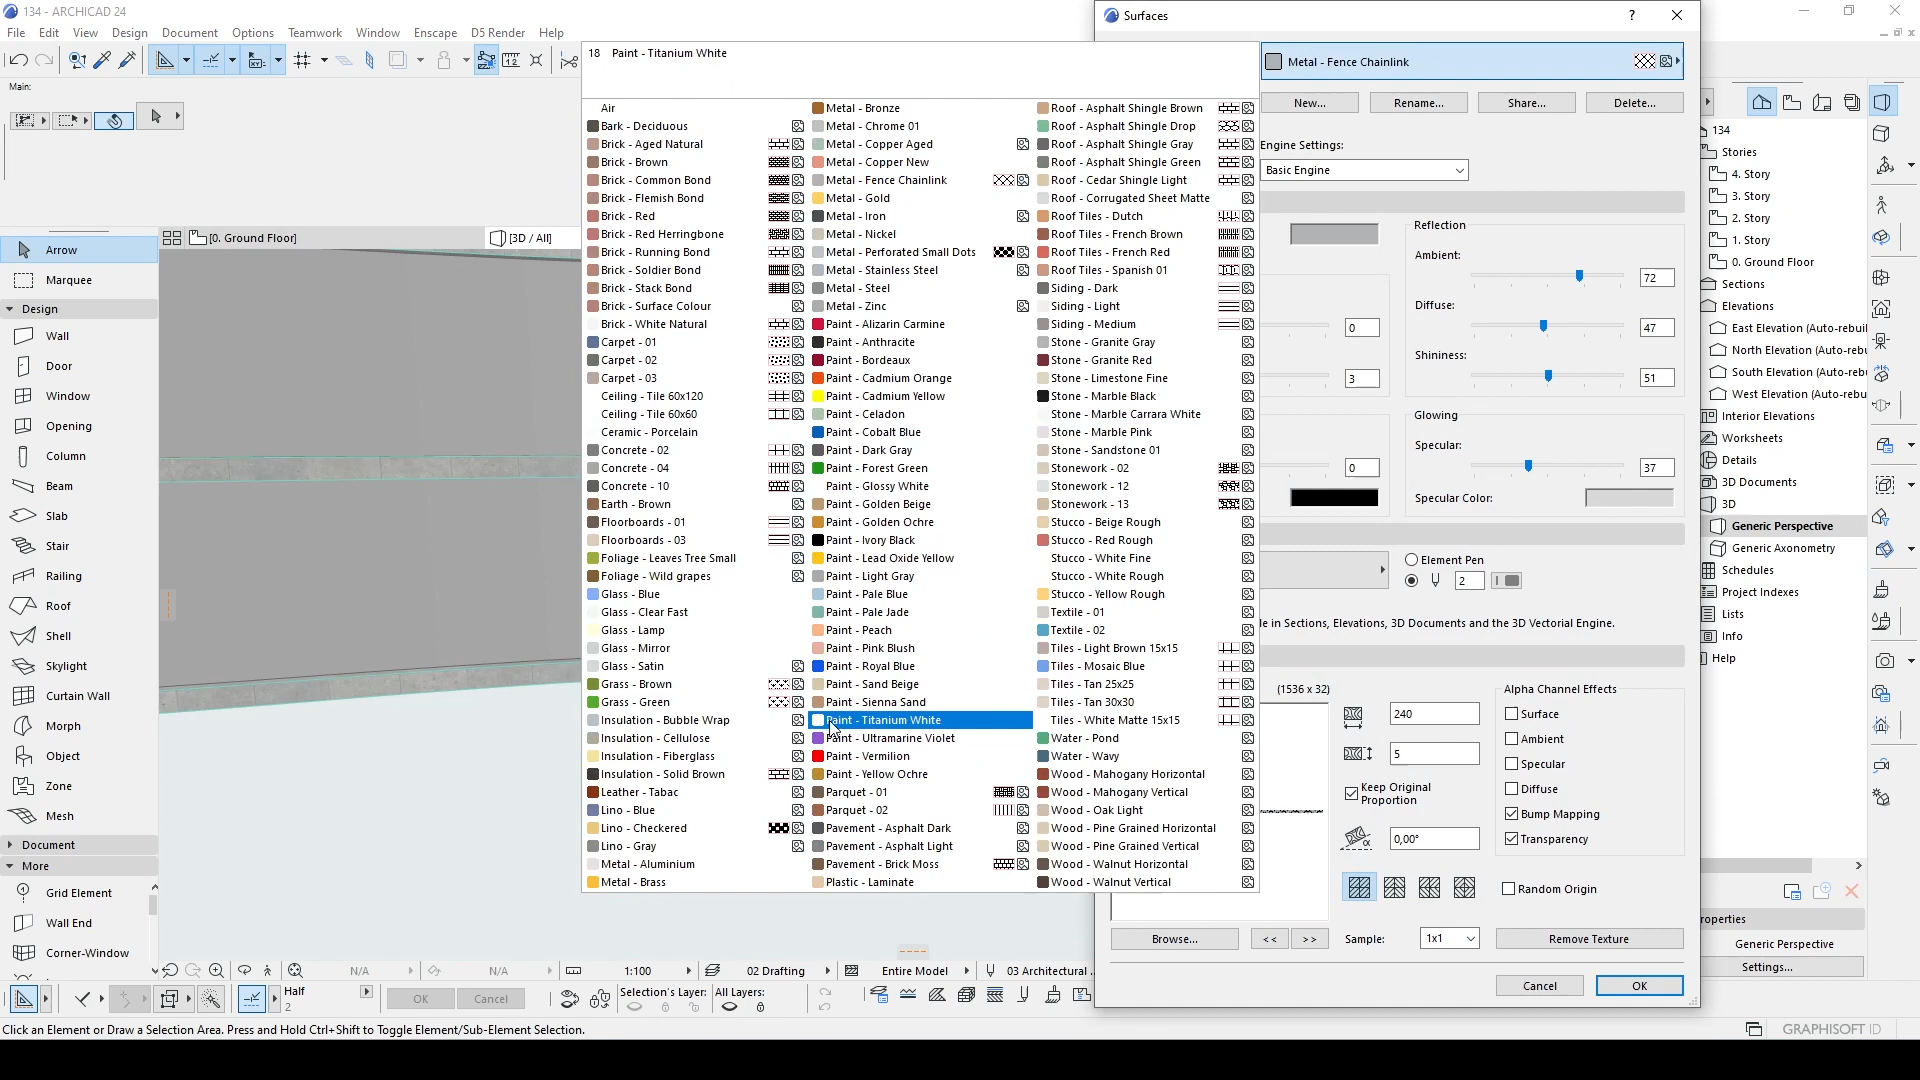 134 - ARCHICAD 24
File Edit View Design Document Options Teamwork Window Enscape D5 Render Help
Main:
[0. Ground Floor]
[3D / All]
Arrow
Marquee
Design
Wall
Door
Window
Opening
Column
Beam
Slab
Stair
Railing
Roof
Shell
Skylight
Curtain Wall
Morph
Object
Zone
Mesh
Document
More
Grid Element
Wall End
Corner-Window
18 Paint - Titanium White
Air
Bark - Deciduous
Brick - Aged Natural
Brick - Brown
Brick - Common Bond
Brick - Flemish Bond
Brick - Red
Brick - Red Herringbone
Brick - Running Bond
Brick - Soldier Bond
Brick - Stack Bond
Brick - Surface Colour
Brick - White Natural
Carpet - 01
Carpet - 02
Carpet - 03
Ceiling - Tile 60x120
Ceiling - Tile 60x60
Ceramic - Porcelain
Concrete - 02
Concrete - 04
Concrete - 10
Earth - Brown
Floorboards - 01
Floorboards - 03
Foliage - Leaves Tree Small
Foliage - Wild grapes
Glass - Blue
Glass - Clear Fast
Glass - Lamp
Glass - Mirror
Glass - Satin
Grass - Brown
Grass - Green
Insulation - Bubble Wrap
Insulation - Cellulose
Insulation - Fiberglass
Insulation - Solid Brown
Leather - Tabac
Lino - Blue
Lino - Checkered
Lino - Gray
Metal - Aluminium
Metal - Brass
Metal - Bronze
Metal - Chrome 01
Metal - Copper Aged
Metal - Copper New
Metal - Fence Chainlink
Metal - Gold
Metal - Iron
Metal - Nickel
Metal - Perforated Small Dots
Metal - Stainless Steel
Metal - Steel
Metal - Zinc
Paint - Alizarin Carmine
Paint - Anthracite
Paint - Bordeaux
Paint - Cadmium Orange
Paint - Cadmium Yellow
Paint - Celadon
Paint - Cobalt Blue
Paint - Dark Gray
Paint - Forest Green
Paint - Glossy White
Paint - Golden Beige
Paint - Golden Ochre
Paint - Ivory Black
Paint - Lead Oxide Yellow
Paint - Light Gray
Paint - Pale Blue
Paint - Pale Jade
Paint - Peach
Paint - Pink Blush
Paint - Royal Blue
Paint - Sand Beige
Paint - Sienna Sand
Paint - Titanium White
Paint - Ultramarine Violet
Paint - Vermilion
Paint - Yellow Ochre
Parquet - 01
Parquet - 02
Pavement - Asphalt Dark
Pavement - Asphalt Light
Pavement - Brick Moss
Plastic - Laminate
Roof - Asphalt Shingle Brown
Roof - Asphalt Shingle Drop
Roof - Asphalt Shingle Gray
Roof - Asphalt Shingle Green
Roof - Cedar Shingle Light
Roof - Corrugated Sheet Matte
Roof Tiles - Dutch
Roof Tiles - French Brown
Roof Tiles - French Red
Roof Tiles - Spanish 01
Siding - Dark
Siding - Light
Siding - Medium
Stone - Granite Gray
Stone - Granite Red
Stone - Limestone Fine
Stone - Marble Black
Stone - Marble Carrara White
Stone - Marble Pink
Stone - Sandstone 01
Stonework - 02
Stonework - 12
Stonework - 13
Stucco - Beige Rough
Stucco - Red Rough
Stucco - White Fine
Stucco - White Rough
Stucco - Yellow Rough
Textile - 01
Textile - 02
Tiles - Light Brown 15x15
Tiles - Mosaic Blue
Tiles - Tan 25x25
Tiles - Tan 30x30
Tiles - White Matte 15x15
Water - Pond
Water - Wavy
Wood - Mahogany Horizontal
Wood - Mahogany Vertical
Wood - Oak Light
Wood - Pine Grained Horizontal
Wood - Pine Grained Vertical
Wood - Walnut Horizontal
Wood - Walnut Vertical
Surfaces
Metal - Fence Chainlink
New... Rename... Share... Delete...
Engine Settings:
Basic Engine
Reflection
Ambient:
72
Diffuse:
0
47
Shininess:
3
51
Glowing
Specular:
0
37
Specular Color:
Element Pen
2
le in Sections, Elevations, 3D Documents and the 3D Vectorial Engine.
(1536 x 32)
Alpha Channel Effects
240
Surface
Ambient
5
Specular
Keep Original
Proportion
Diffuse
Bump Mapping
0,00°
Transparency
Random Origin
Browse... << >> Sample: 1x1 Remove Texture
Cancel OK
134
Stories
4. Story
3. Story
2. Story
1. Story
0. Ground Floor
Sections
Elevations
East Elevation (Auto-rebuil
North Elevation (Auto-rebu
South Elevation (Auto-reb
West Elevation (Auto-rebu
Interior Elevations
Worksheets
Details
3D Documents
3D
Generic Perspective
Generic Axonometry
Schedules
Project Indexes
Lists
Info
Help
roperties
Generic Perspective
Settings...
N/A N/A 1:100 02 Drafting Entire Model 03 Architectural ..
Half
2
OK Cancel
Selection's Layer: All Layers:
Click an Element or Draw a Selection Area. Press and Hold Ctrl+Shift to Toggle Element/Sub-Element Selection.
GRAPHISOFT ID